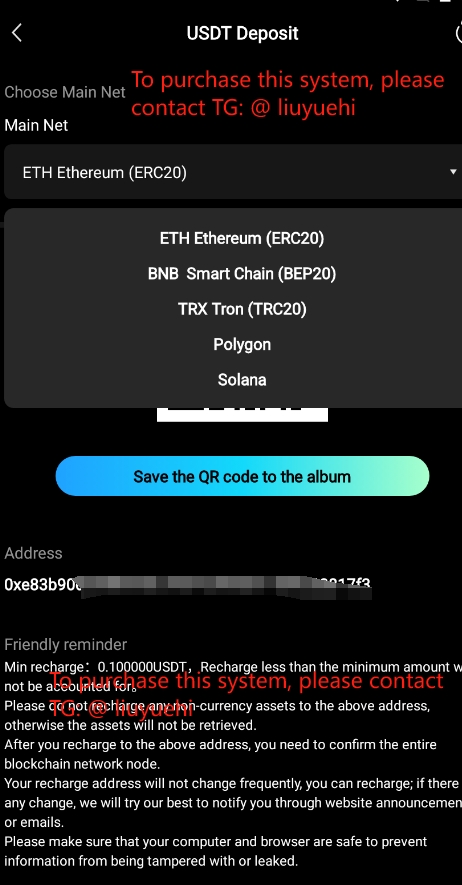 USDT Deposit
Choose Main Net
To purchase this system, please
contact TG: @ liuyuehi
Main Net
ETH Ethereum (ERC20)
ETH Ethereum (ERC20)
BNB Smart Chain (BEP20)
TRX Tron (TRC20)
Polygon
Solana
Save the QR code to the album
Address
0xe83b90
817f3
Friendly reminder
Min recharge：0.100000USDT，Recharge less than the minimum amount w
not be accounted for。
To purchase this system, please contact
TG: @ liuyuehi
Please do not recharge any non-currency assets to the above address,
otherwise the assets will not be retrieved.
After you recharge to the above address, you need to confirm the entire
blockchain network node.
Your recharge address will not change frequently, you can recharge; if there
any change, we will try our best to notify you through website announcemen
or emails.
Please make sure that your computer and browser are safe to prevent
information from being tampered with or leaked.